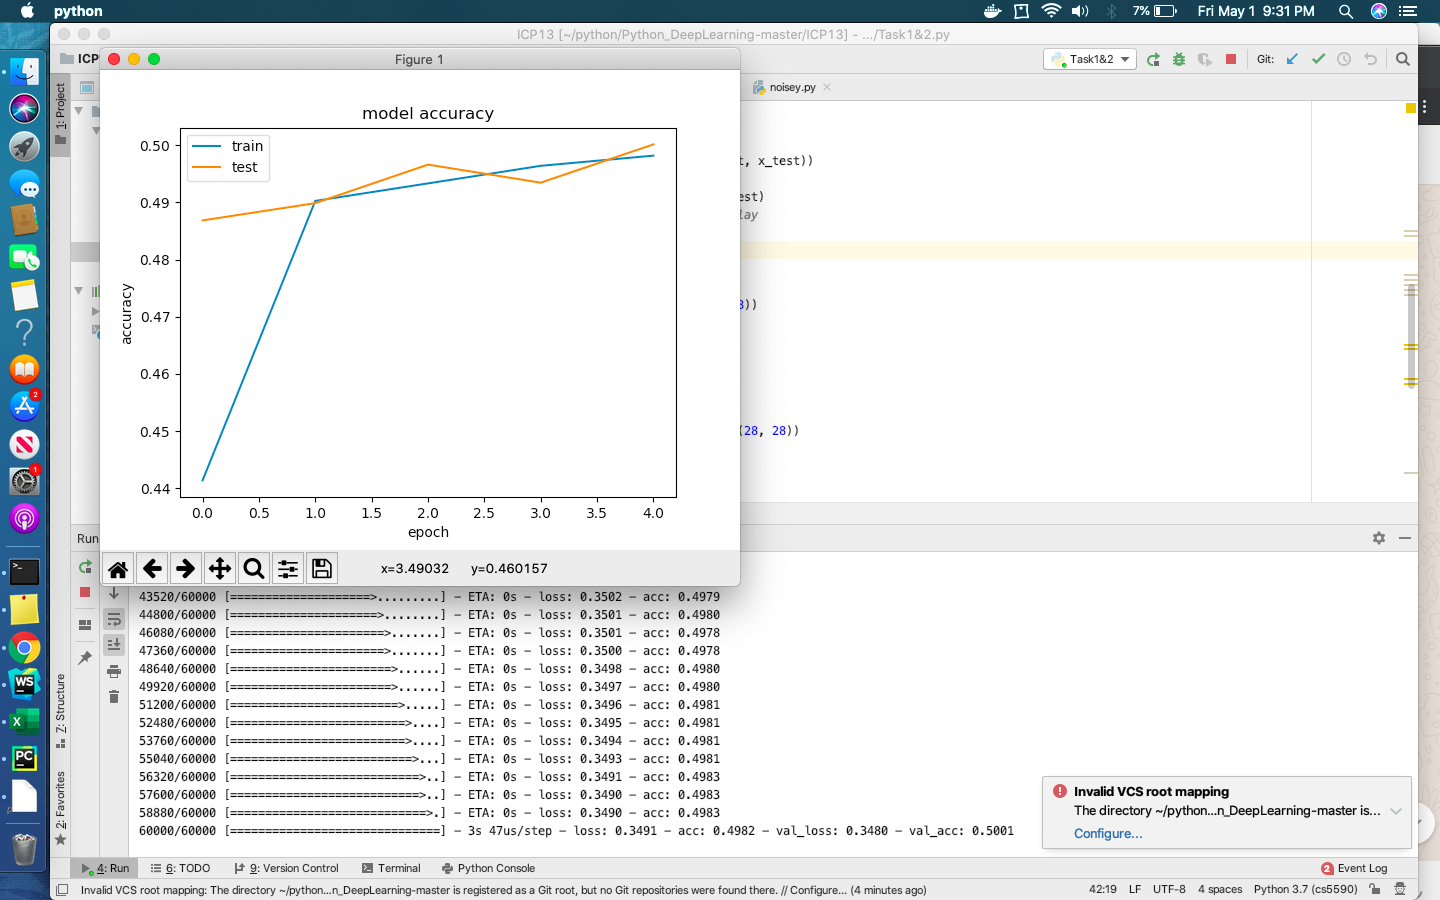 python
7%
Fri May 1 9:31 PM
ICP13 [~/python/Python_DeepLearning-master/ICP13] - .../Task1&2.py
ICP
Task1&2
Git:
Figure 1
1: Project
noisey.py
model accuracy
train
test
0.50
0.49
0.48
0.47
0.46
0.45
0.44
accuracy
0.0 0.5 1.0 1.5 2.0 2.5 3.0 3.5 4.0
epoch
x=3.49032 y=0.460157
t, x_test))
est)
lay
8))
(28, 28))
2
1
Run
43520/60000 [=====================>.........] - ETA: 0s - loss: 0.3502 - acc: 0.4979
44800/60000 [=====================>........] - ETA: 0s - loss: 0.3501 - acc: 0.4980
46080/60000 [======================>.......] - ETA: 0s - loss: 0.3501 - acc: 0.4978
47360/60000 [======================>.......] - ETA: 0s - loss: 0.3500 - acc: 0.4978
48640/60000 [=======================>......] - ETA: 0s - loss: 0.3498 - acc: 0.4980
49920/60000 [=======================>......] - ETA: 0s - loss: 0.3497 - acc: 0.4980
51200/60000 [========================>.....] - ETA: 0s - loss: 0.3496 - acc: 0.4981
52480/60000 [=========================>....] - ETA: 0s - loss: 0.3495 - acc: 0.4981
53760/60000 [=========================>....] - ETA: 0s - loss: 0.3494 - acc: 0.4981
55040/60000 [==========================>...] - ETA: 0s - loss: 0.3493 - acc: 0.4981
56320/60000 [===========================>..] - ETA: 0s - loss: 0.3491 - acc: 0.4983
57600/60000 [===========================>..] - ETA: 0s - loss: 0.3490 - acc: 0.4983
58880/60000 [============================>.] - ETA: 0s - loss: 0.3490 - acc: 0.4983
60000/60000 [==============================] - 3s 47us/step - loss: 0.3491 - acc: 0.4982 - val_loss: 0.3480 - val_acc: 0.5001
Z: Structure
2: Favorites
WS
X
PC
Invalid VCS root mapping
The directory ~/python...n_DeepLearning-master is...
Configure...
4: Run
6: TODO
9: Version Control
Terminal
Python Console
2 Event Log
Invalid VCS root mapping: The directory ~/python...n_DeepLearning-master is registered as a Git root, but no Git repositories were found there. // Configure... (4 minutes ago)
42:19 LF UTF-8 4 spaces Python 3.7 (cs5590)